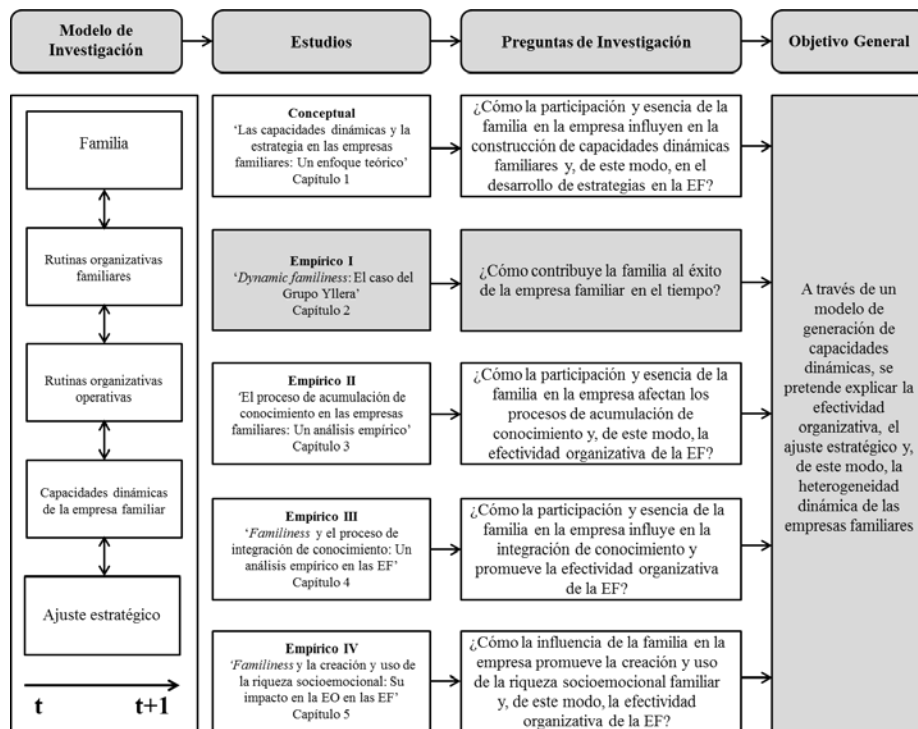 Modelo de
Investigación
Estudios
Preguntas de Investigación
Objetivo General
Familia
Rutinas organizativas
familiares
Rutinas organizativas
operativas
Capacidades dinámicas
de la empresa familiar
Ajuste estratégico
t
t+1
Conceptual
'Las capacidades dinámicas y la
estrategia en las empresas
familiares: Un enfoque teórico'
Capítulo 1
¿Cómo la participación y esencia de la
familia en la empresa influyen en la
construcción de capacidades dinámicas
familiares y, de este modo, en el
desarrollo de estrategias en la EF?
Empírico I
'Dynamic familiness: El caso del
Grupo Yllera'
Capítulo 2
¿Cómo contribuye la familia al éxito
de la empresa familiar en el tiempo?
Empírico II
'El proceso de acumulación de
conocimiento en las empresas
familiares: Un análisis empírico'
Capítulo 3
¿Cómo la participación y esencia de la
familia en la empresa afectan los
procesos de acumulación de
conocimiento y, de este modo, la
efectividad organizativa de la EF?
Empírico III
'Familiness y el proceso de
integración de conocimiento: Un
análisis empírico en las EF'
Capítulo 4
¿Cómo la participación y esencia de la
familia en la empresa influye en la
integración de conocimiento y
promueve la efectividad organizativa
de la EF?
Empírico IV
'Familiness y la creación y uso de
la riqueza socioemocional: Su
impacto en la EO en las EF'
Capítulo 5
¿Cómo la influencia de la familia en la
empresa promueve la creación y uso
de la riqueza socioemocional familiar
y, de este modo, la efectividad
organizativa de la EF?
A través de un
modelo de
generación de
capacidades
dinámicas, se
pretende explicar la
efectividad
organizativa, el
ajuste estratégico y,
de este modo, la
heterogeneidad
dinámica de las
empresas familiares